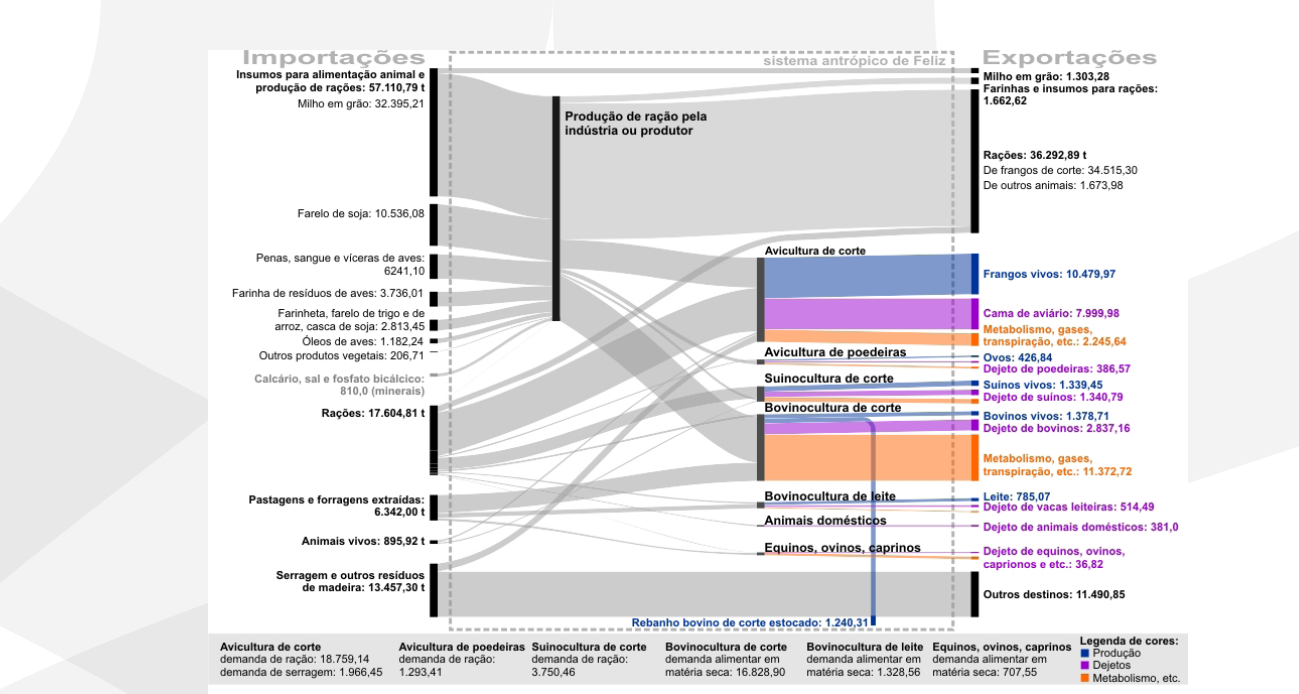 Importações
sistema antrópico de Feliz
Exportações
Insumos para alimentação animal e
produção de rações: 57.110,79 t
Milho em grão: 32.395,21
Farelo de soja: 10.536,08
Penas, sangue e víceras de aves:
6241,10
Farinha de resíduos de aves: 3.736,01
Farinheta, farelo de trigo e de
arroz, casca de soja: 2.813,45
Óleos de aves: 1.182,24
Outros produtos vegetais: 206,71
Calcário, sal e fosfato bicálcico:
810,0 (minerais)
Rações: 17.604,81 t
Pastagens e forragens extraídas:
6.342,00 t
Animais vivos: 895,92 t
Serragem e outros resíduos
de madeira: 13.457,30 t
Produção de ração pela
indústria ou produtor
Avicultura de corte
Avicultura de poedeiras
Suinocultura de corte
Bovinocultura de corte
Bovinocultura de leite
Animais domésticos
Equinos, ovinos, caprinos
Rebanho bovino de corte estocado: 1.240,31
Milho em grão: 1.303,28
Farinhas e insumos para rações:
1.662,62
Rações: 36.292,89 t
De frangos de corte: 34.515,30
De outros animais: 1.673,98
Frangos vivos: 10.479,97
Cama de aviário: 7.999,98
Metabolismo, gases,
transpiração, etc.: 2.245,64
Ovos: 426,84
Dejeto de poedeiras: 386,57
Suínos vivos: 1.339,45
Dejeto de suínos: 1.340,79
Bovinos vivos: 1.378,71
Dejeto de bovinos: 2.837,16
Metabolismo, gases,
transpiração, etc.: 11.372,72
Leite: 785,07
Dejeto de vacas leiteiras: 514,49
Dejeto de animais domésticos: 381,0
Dejeto de equinos, ovinos,
caprionos e etc.: 36,82
Outros destinos: 11.490,85
Avicultura de corte
demanda de ração: 18.759,14
demanda de serragem: 1.966,45
Avicultura de poedeiras
demanda de ração:
1.293,41
Suinocultura de corte
demanda de ração:
3.750,46
Bovinocultura de corte
demanda alimentar em
matéria seca: 16.828,90
Bovinocultura de leite
demanda alimentar em
matéria seca: 1.328,56
Equinos, ovinos, caprinos
demanda alimentar em
matéria seca: 707,55
Legenda de cores:
Produção
Dejetos
Metabolismo, etc.